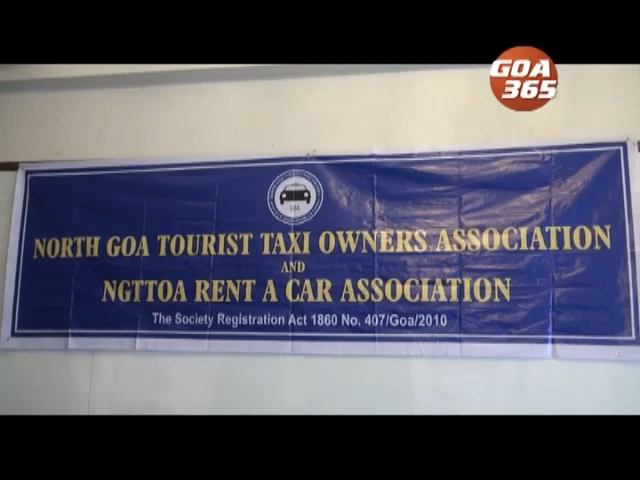 GOA
365
NORTH GOA TOURIST TAXI OWNERS ASSOCIATION
AND
NGTTOA RENT A CAR ASSOCIATION
The Society Registration Act 1860 No. 407/Goa/2010